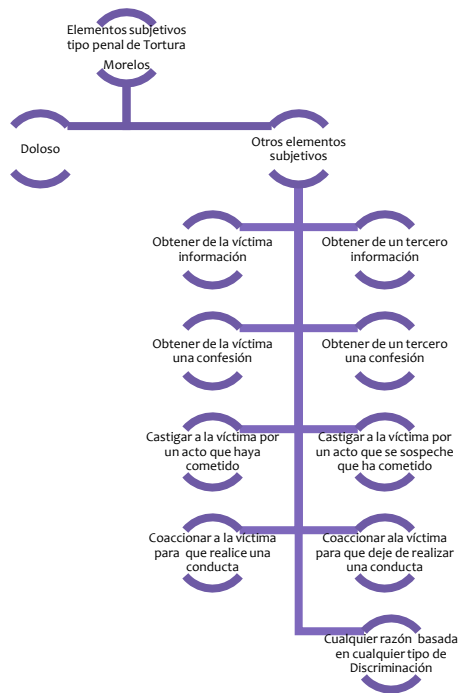 Elementos subjetivos
tipo penal de Tortura
Morelos
Doloso
Otros elementos
subjetivos
Obtener de la víctima
información
Obtener de un tercero
información
Obtener de la víctima
una confesión
Obtener de un tercero
una confesión
Castigar a la víctima por
un acto que haya
cometido
Castigar a la víctima por
un acto que se sospeche
que ha cometido
Coaccionar a la víctima
para que realice una
conducta
Coaccionar ala víctima
para que deje de realizar
una conducta
Cualquier razón basada
en cualquier tipo de
Discriminación